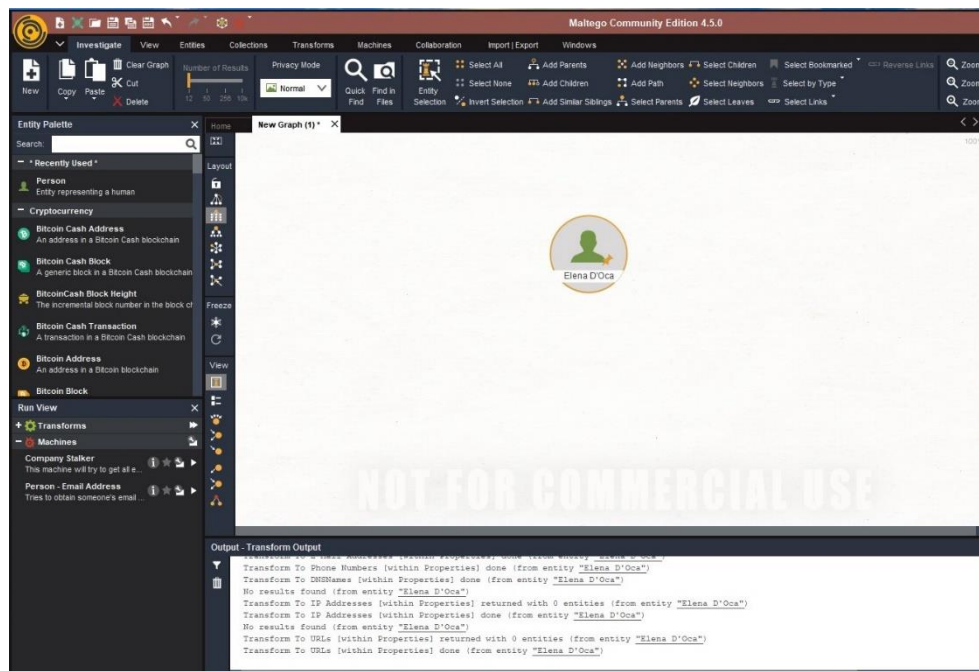 Maltego Community Edition 4.5.0
Investigate View Entities Collections Transforms Machines Collaboration Import | Export Windows
New
Copy
Paste
Clear Graph
Cut
Delete
Number of Results
12 50 256 10k
Privacy Mode
Normal
Quick Find
Find in Files
Entity Selection
Select All
Select None
Invert Selection
Add Parents
Add Children
Add Similar Siblings
Add Neighbors
Add Path
Select Parents
Select Children
Select Neighbors
Select Leaves
Select Bookmarked
Select by Type
Select Links
Reverse Links
Zoom
Zoom
Zoom
Entity Palette
Search:
* Recently Used *
Person
Entity representing a human
Cryptocurrency
Bitcoin Cash Address
An address in a Bitcoin Cash blockchain
Bitcoin Cash Block
A generic block in a Bitcoin Cash blockchain
BitcoinCash Block Height
The incremental block number in the block ch
Bitcoin Cash Transaction
A transaction in a Bitcoin Cash blockchain
Bitcoin Address
An address in a Bitcoin blockchain
Bitcoin Block
Run View
Transforms
Machines
Company Stalker
This machine will try to get all e...
Person - Email Address
Tries to obtain someone's email ...
Home
New Graph (1) *
100%
Layout
Freeze
View
Elena D'Oca
NOT FOR COMMERCIAL USE
Output - Transform Output
Transform To Phone Numbers [within Properties] done (from entity "Elena D'Oca")
Transform To DNSNames [within Properties] done (from entity "Elena D'Oca")
No results found (from entity "Elena D'Oca")
Transform To IP Addresses [within Properties] returned with 0 entities (from entity "Elena D'Oca")
Transform To IP Addresses [within Properties] done (from entity "Elena D'Oca")
No results found (from entity "Elena D'Oca")
Transform To URLs [within Properties] returned with 0 entities (from entity "Elena D'Oca")
Transform To URLs [within Properties] done (from entity "Elena D'Oca")